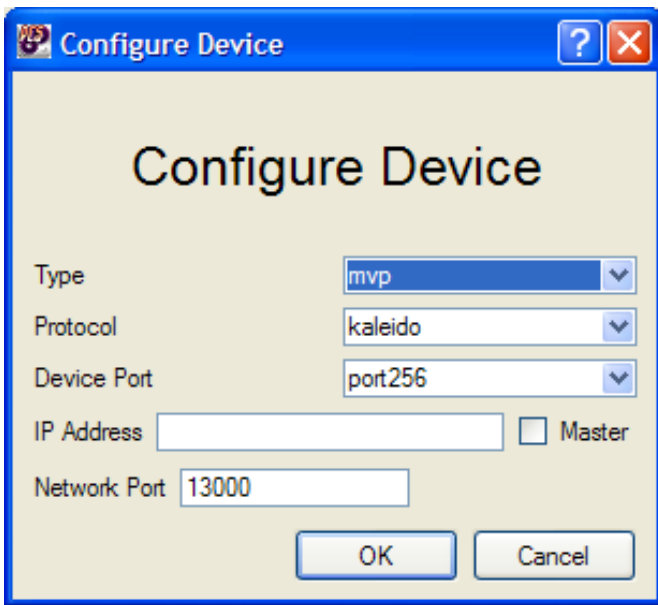 Configure Device
Configure Device
Type mvp
Protocol kaleido
Device Port port256
IP Address Master
Network Port 13000
OK Cancel